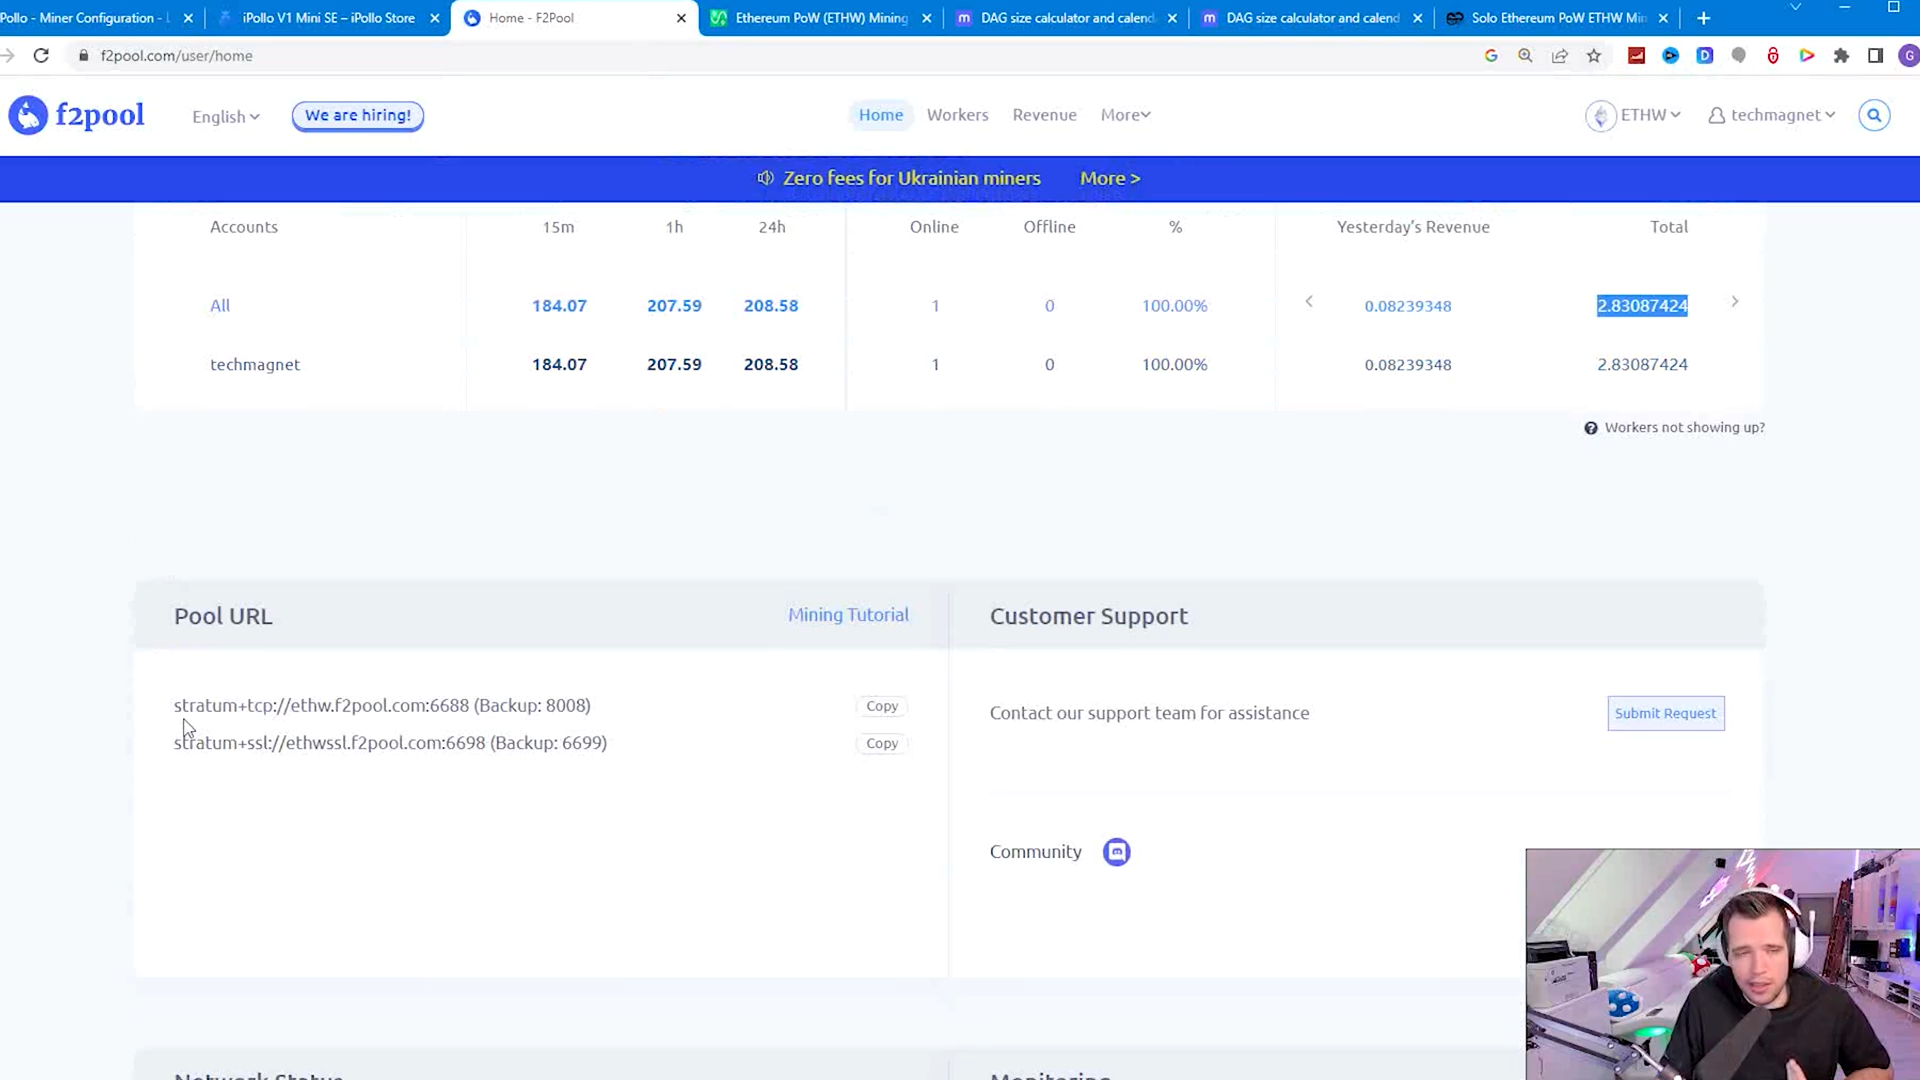 Pollo - Miner Configuration - L
iPollo V1 Mini SE – iPollo Store
Home - F2Pool
Ethereum PoW (ETHW) Mining
DAG size calculator and calend
DAG size calculator and calend
Solo Ethereum PoW ETHW Min
f2pool.com/user/home
G
f2pool
English
We are hiring!
Home
Workers
Revenue
More
ETHW
techmagnet
Zero fees for Ukrainian miners
More >
Accounts
15m
1h
24h
Online
Offline
%
Yesterday's Revenue
Total
All
184.07
207.59
208.58
1
0
100.00%
0.08239348
2.83087424
techmagnet
184.07
207.59
208.58
1
0
100.00%
0.08239348
2.83087424
Workers not showing up?
Pool URL
Mining Tutorial
Customer Support
stratum+tcp://ethw.f2pool.com:6688 (Backup: 8008)
Copy
stratum+ssl://ethwssl.f2pool.com:6698 (Backup: 6699)
Copy
Contact our support team for assistance
Submit Request
Community
Network Status
Monitoring